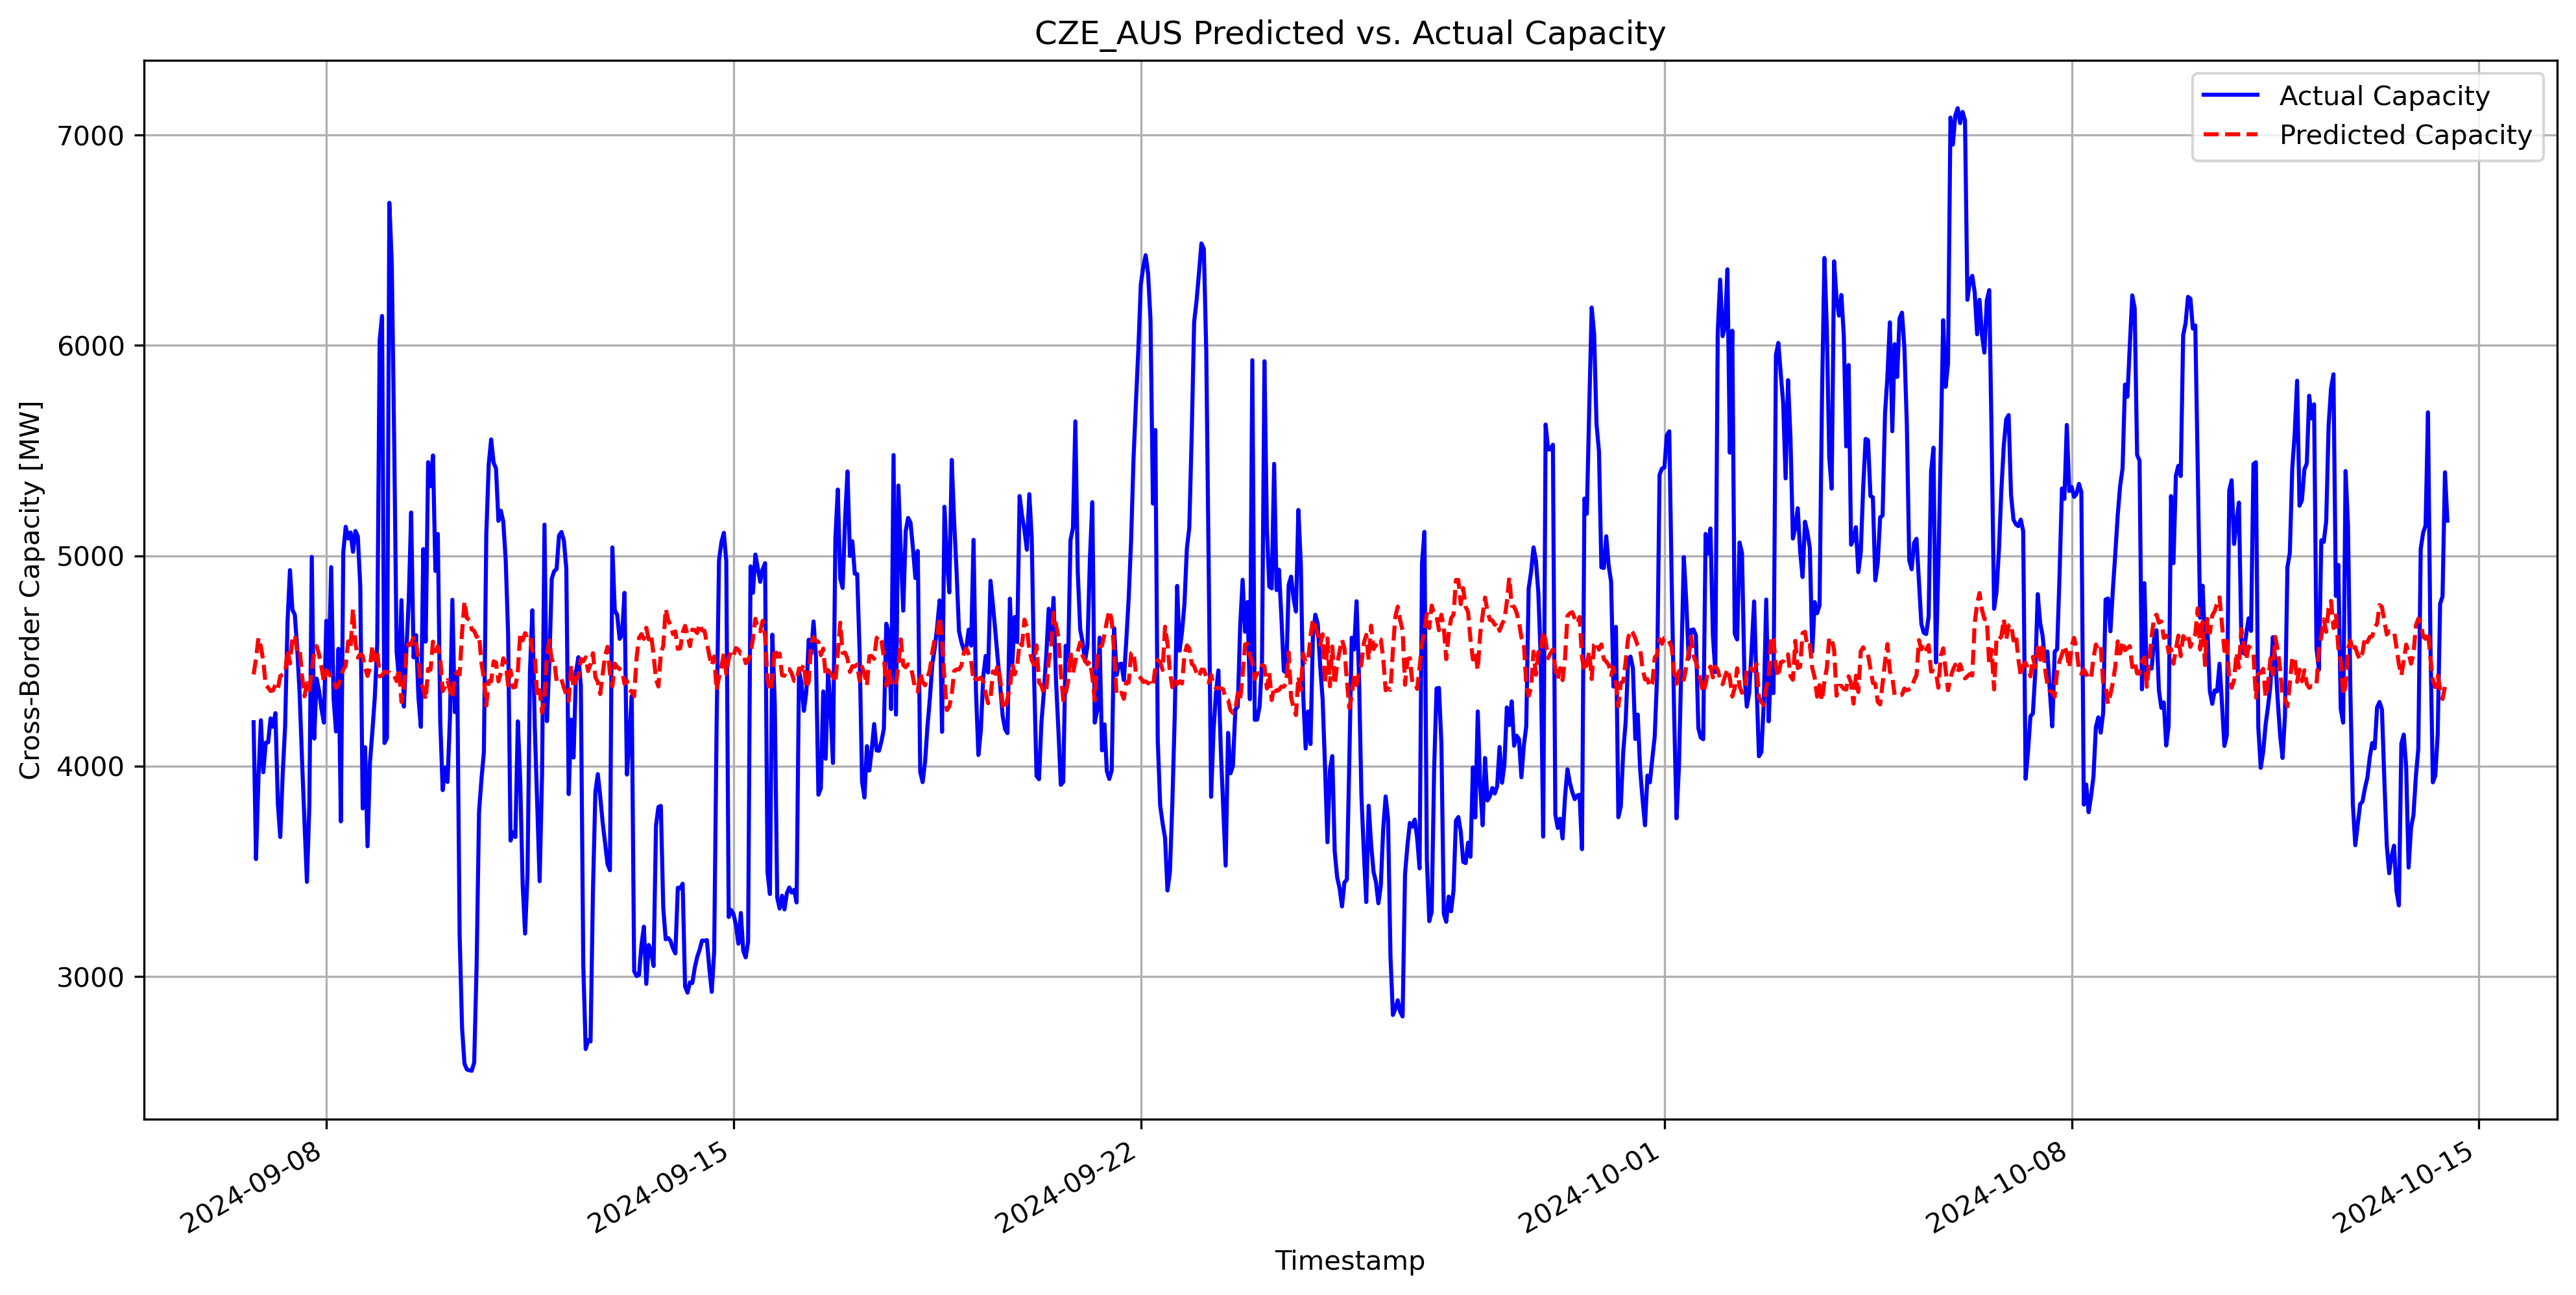 CZE_AUS Predicted vs. Actual Capacity
Actual Capacity
Predicted Capacity
Cross-Border Capacity [MW]
7000
6000
5000
4000
3000
2024-09-08
2024-09-15
2024-09-22
2024-10-01
2024-10-08
2024-10-15
Timestamp